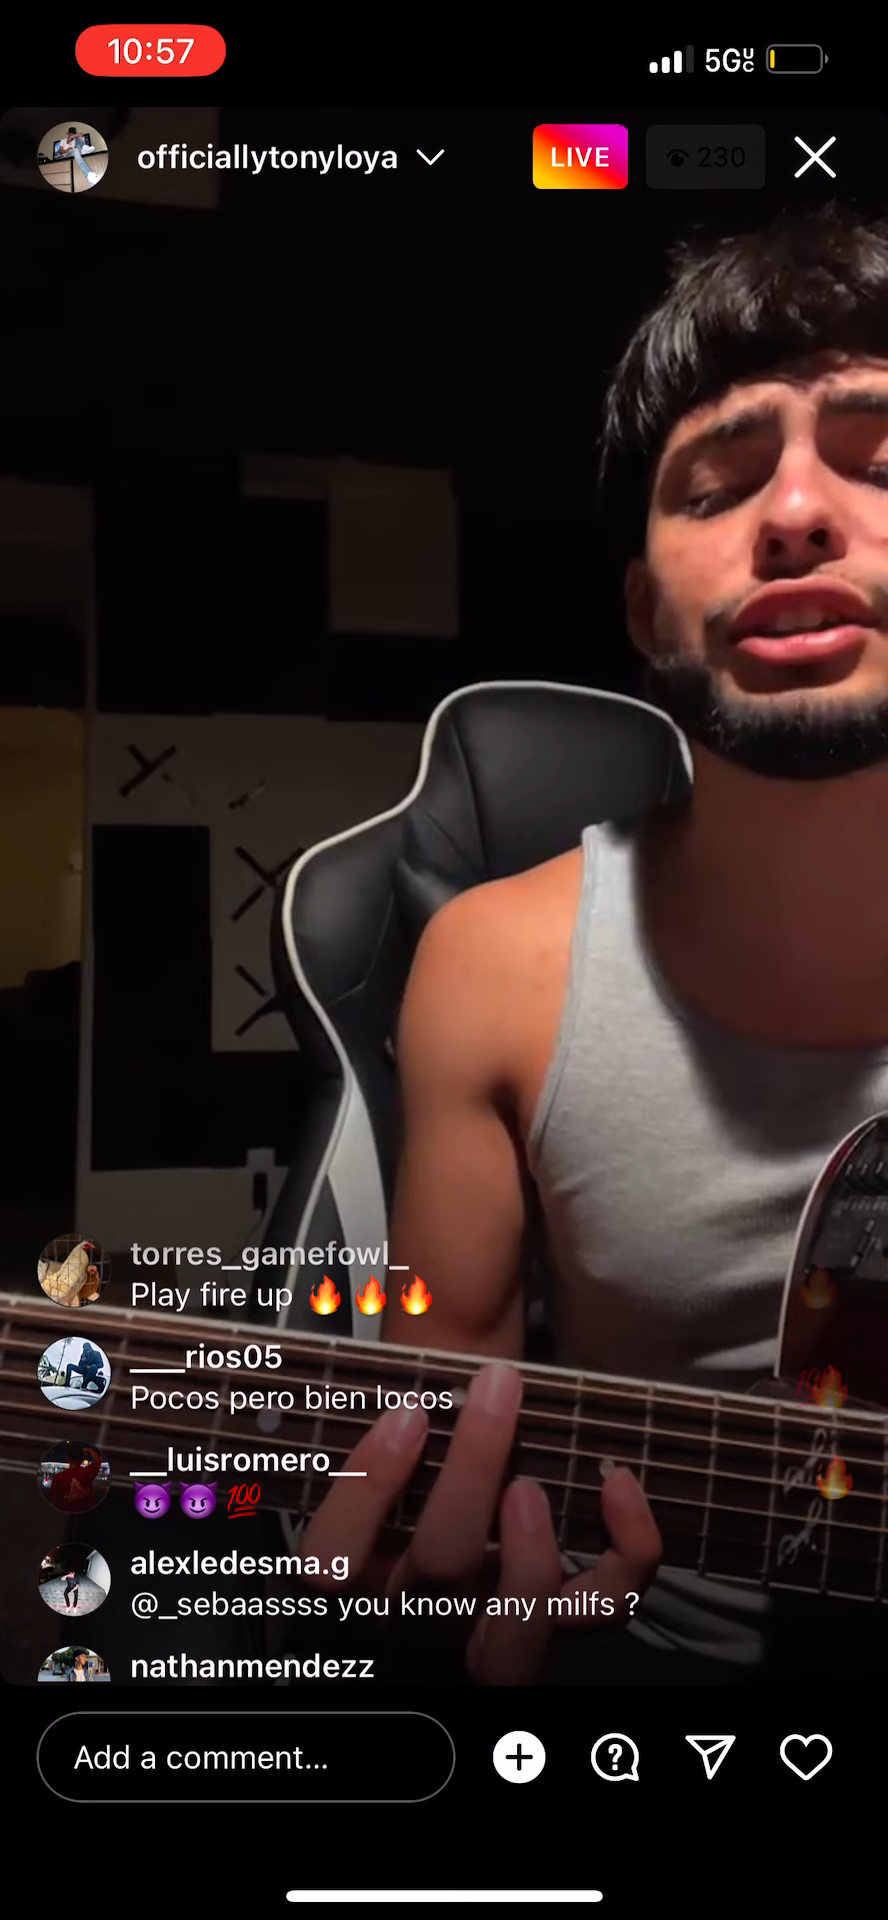 10:57
5GUC
officiallytonyloya
LIVE
230
torres_gamefowl_
Play fire up 🔥🔥🔥
___rios05
Pocos pero bien locos
__luisromero__
😈😈💯
alexledesma.g
@_sebaassss you know any milfs ?
nathanmendezz
Add a comment...